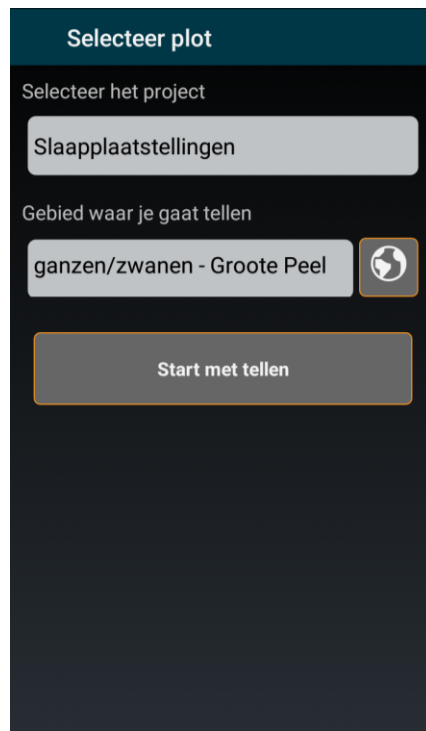 Selecteer plot
Selecteer het project
Slaapplaatstellingen
Gebied waar je gaat tellen
ganzen/zwanen - Groote Peel
Start met tellen